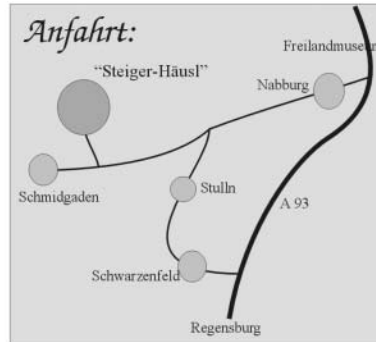 Anfahrt:
Freilandmuseum
"Steiger-Häusl"
Nabburg
Schmidgaden
Stulln
A 93
Schwarzenfeld
Regensburg